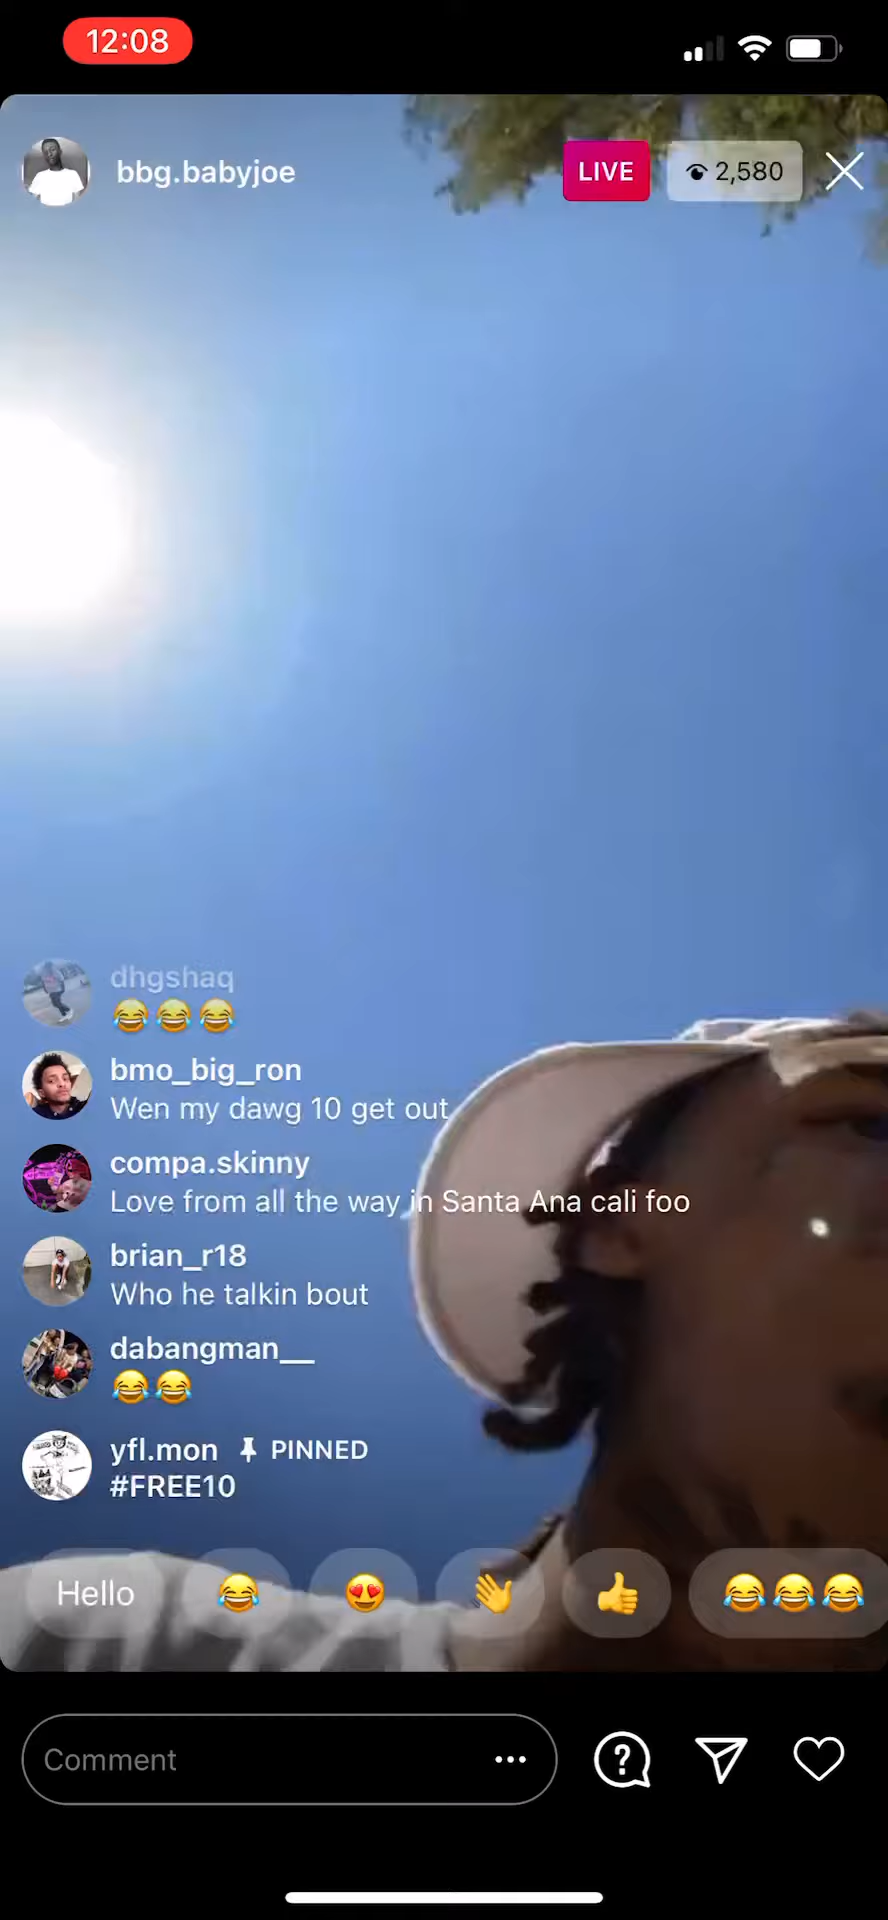 12:08
bbg.babyjoe
LIVE
2,580
dhgshaq
😂😂😂
bmo_big_ron
Wen my dawg 10 get out
compa.skinny
Love from all the way in Santa Ana cali foo
brian_r18
Who he talkin bout
dabangman__
😂😂
yfl.mon 📌 PINNED
#FREE10
Hello 😂 😍 👋 👍 😂😂😂
Comment